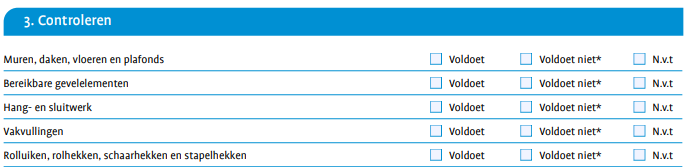 3. Controleren
Muren, daken, vloeren en plafonds Voldoet Voldoet niet* N.v.t
Bereikbare gevelelementen Voldoet Voldoet niet* N.v.t
Hang- en sluitwerk Voldoet Voldoet niet* N.v.t
Vakvullingen Voldoet Voldoet niet* N.v.t
Rolluiken, rolhekken, schaarhekken en stapelhekken Voldoet Voldoet niet* N.v.t